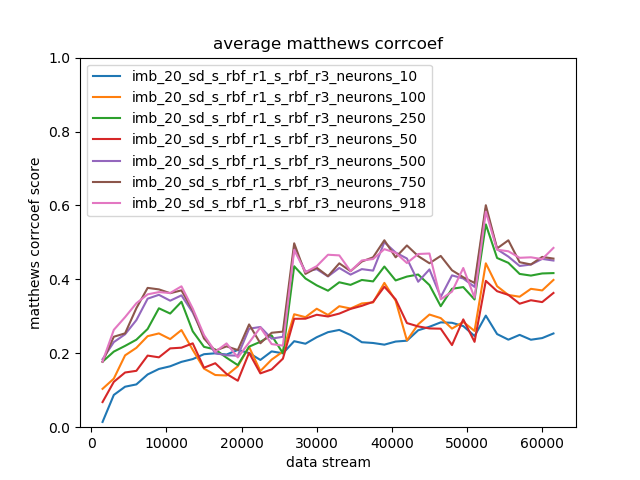 average matthews corrcoef
1.0
0.8
0.6
0.4
0.2
0.0
matthews corrcoef score
imb_20_sd_s_rbf_r1_s_rbf_r3_neurons_10
imb_20_sd_s_rbf_r1_s_rbf_r3_neurons_100
imb_20_sd_s_rbf_r1_s_rbf_r3_neurons_250
imb_20_sd_s_rbf_r1_s_rbf_r3_neurons_50
imb_20_sd_s_rbf_r1_s_rbf_r3_neurons_500
imb_20_sd_s_rbf_r1_s_rbf_r3_neurons_750
imb_20_sd_s_rbf_r1_s_rbf_r3_neurons_918
0 10000 20000 30000 40000 50000 60000
data stream